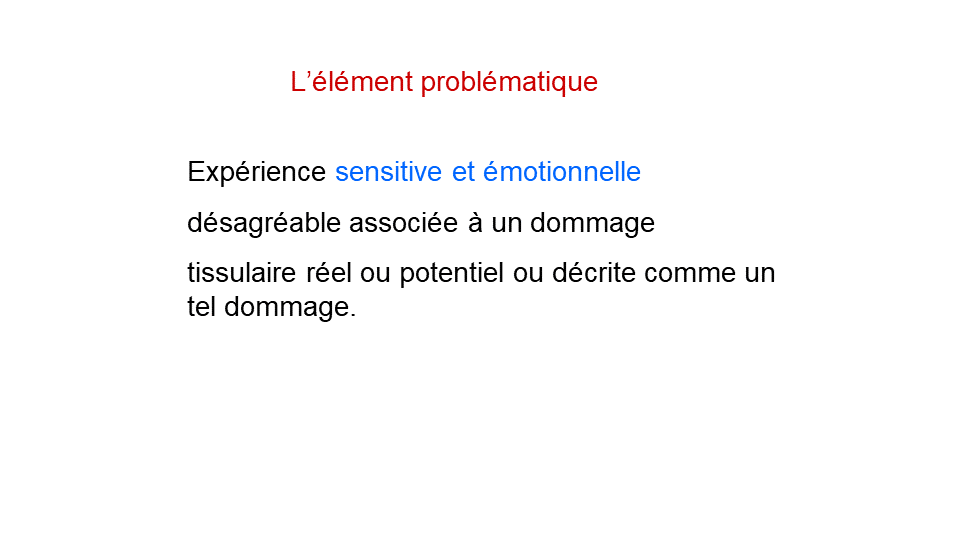 L’élément problématique
Expérience sensitive et émotionnelle
désagréable associée à un dommage
tissulaire réel ou potentiel ou décrite comme un
tel dommage.